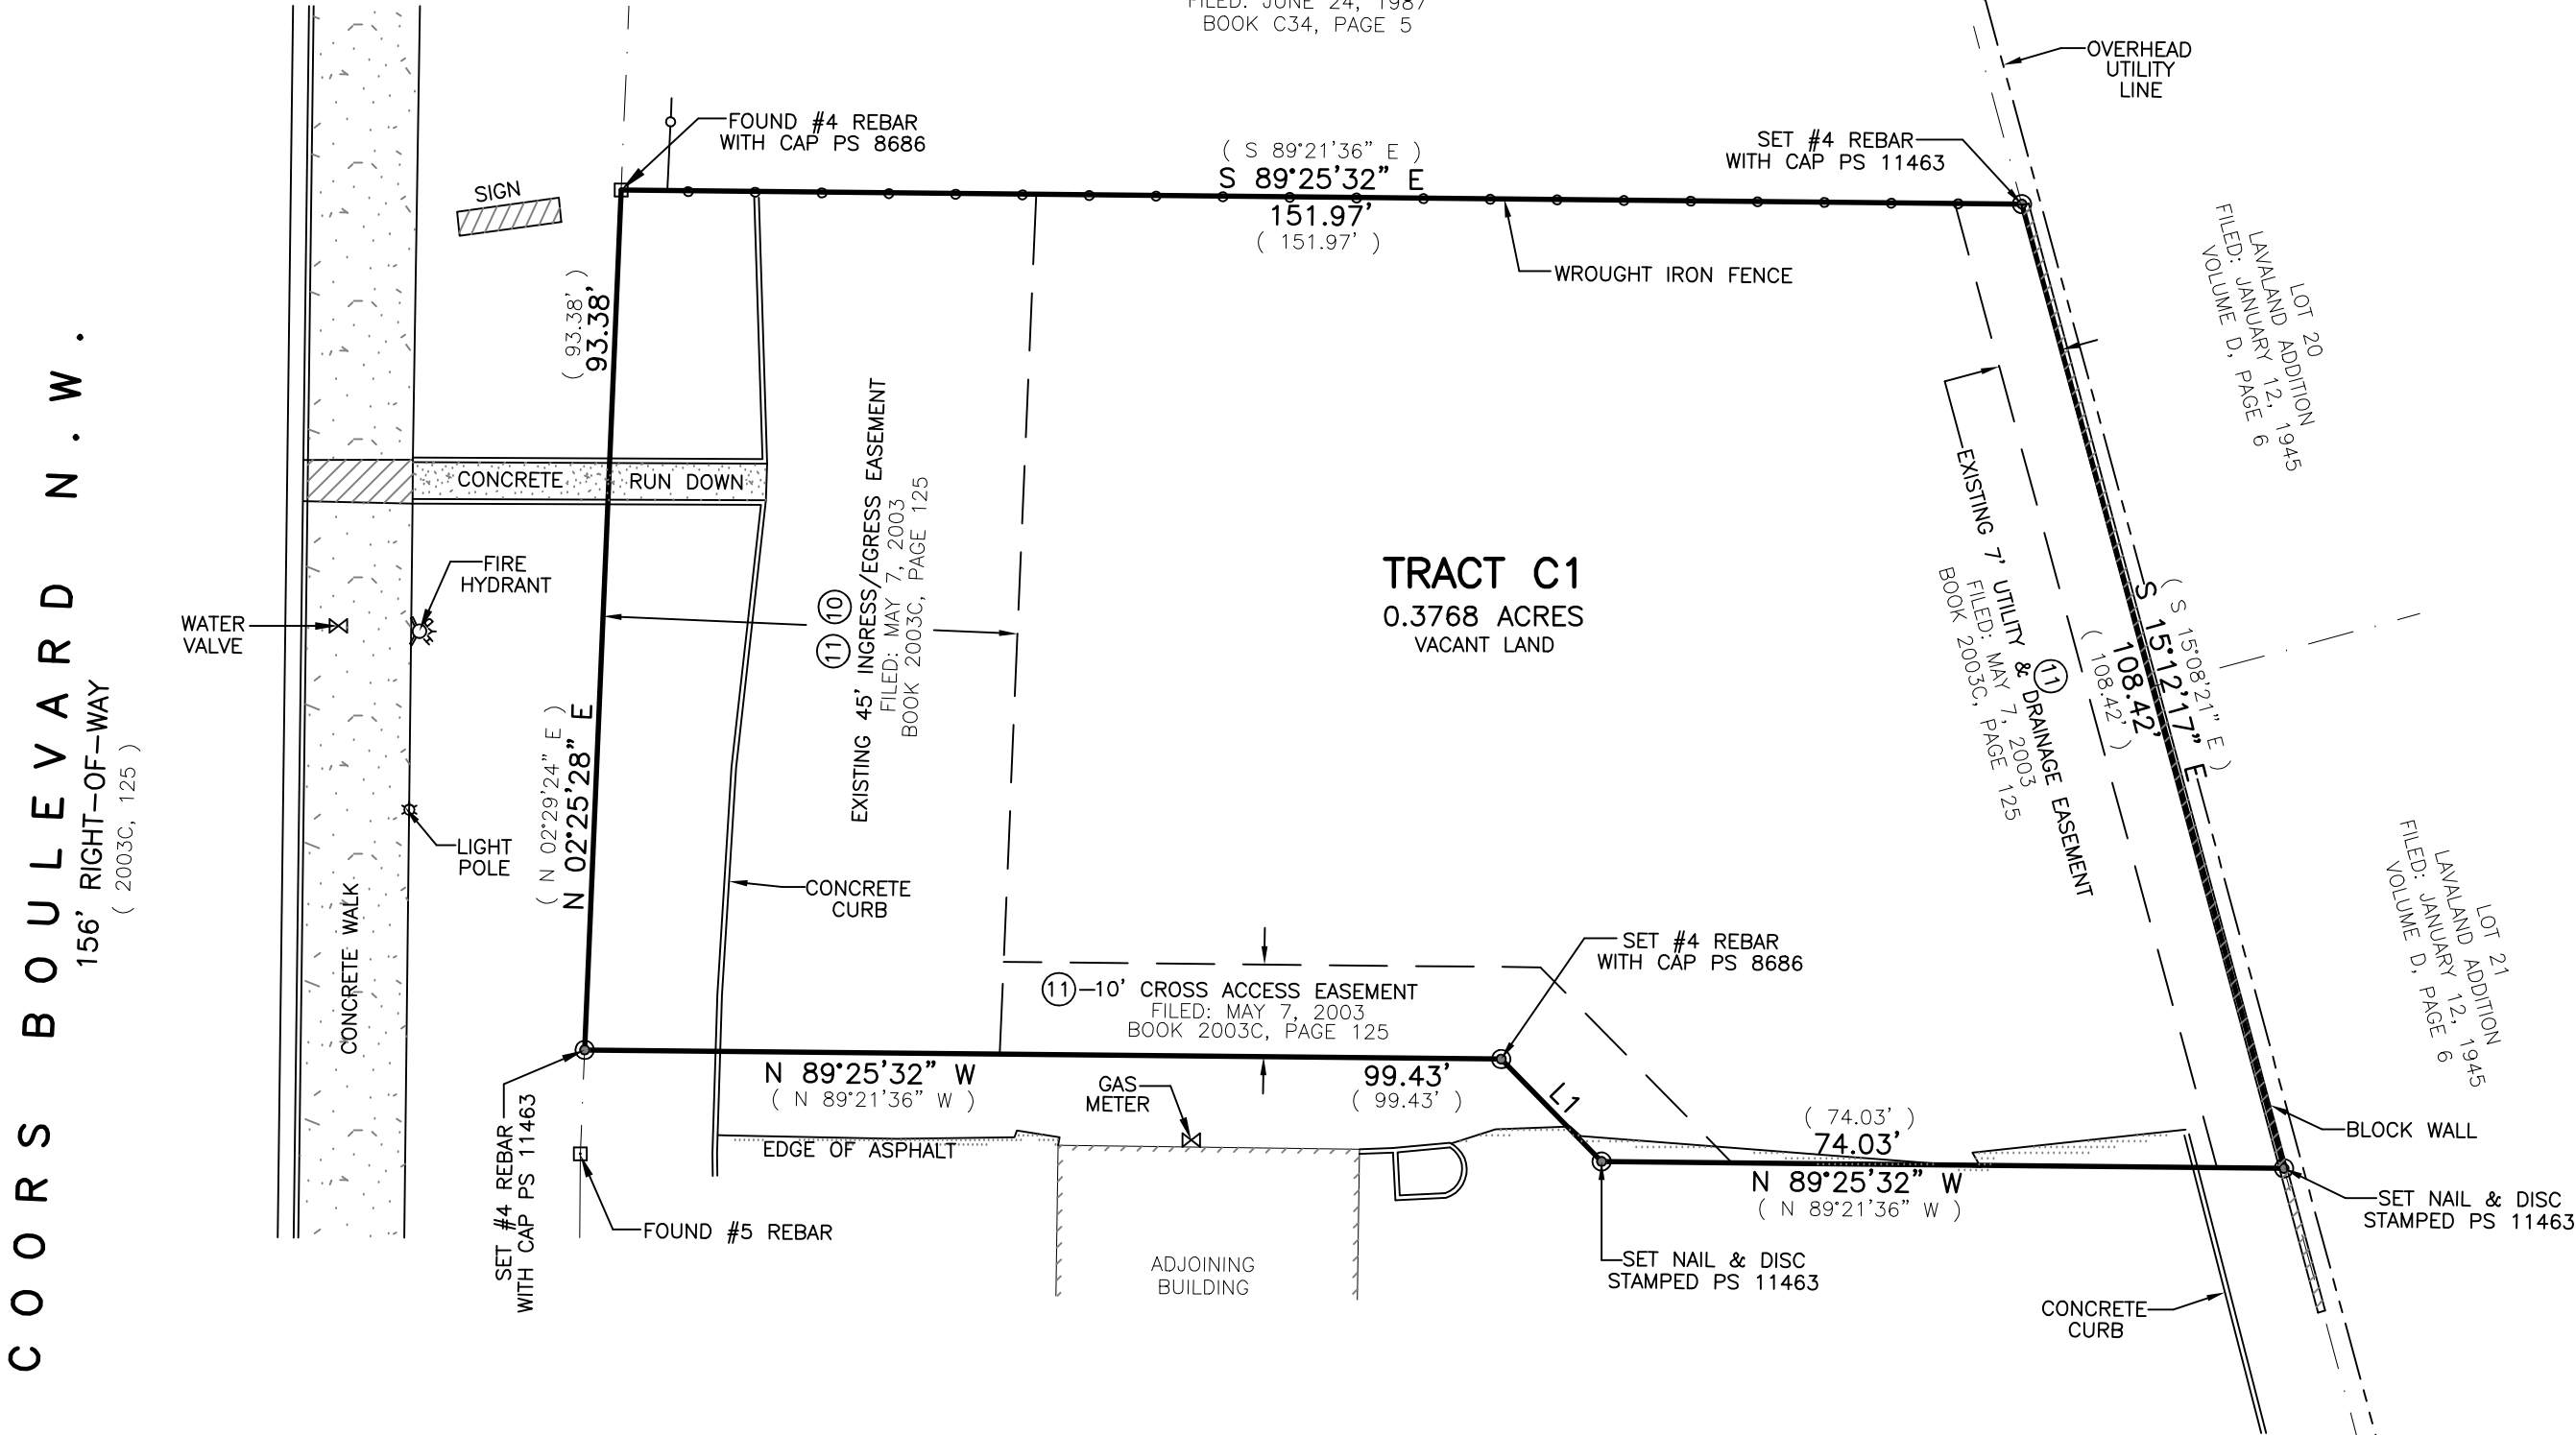 FILED: JUNE 24, 1987
BOOK C34, PAGE 5
OVERHEAD
UTILITY
LINE
FOUND #4 REBAR
WITH CAP PS 8686
SET #4 REBAR
WITH CAP PS 11463
( S 89°21'36" E )
S 89°25'32" E
151.97'
( 151.97' )
SIGN
WROUGHT IRON FENCE
LOT 20
LAVALAND ADDITION
FILED: JANUARY 12, 1945
VOLUME D, PAGE 6
( 93.38' )
93.38'
CONCRETE RUN DOWN
FIRE
HYDRANT
WATER
VALVE
COORS BOULEVARD N.W.
156' RIGHT-OF-WAY
( 2003C, 125 )
11 10
EXISTING 45' INGRESS/EGRESS EASEMENT
FILED: MAY 7, 2003
BOOK 2003C, PAGE 125
TRACT C1
0.3768 ACRES
VACANT LAND
11
EXISTING 7' UTILITY & DRAINAGE EASEMENT
FILED: MAY 7, 2003
BOOK 2003C, PAGE 125
( S 15°08'21" E )
S 15°12'17" E
108.42'
( 108.42' )
( N 02°29'24" E )
N 02°25'28" E
LIGHT
POLE
CONCRETE WALK
CONCRETE
CURB
LOT 21
LAVALAND ADDITION
FILED: JANUARY 12, 1945
VOLUME D, PAGE 6
SET #4 REBAR
WITH CAP PS 8686
11 -10' CROSS ACCESS EASEMENT
FILED: MAY 7, 2003
BOOK 2003C, PAGE 125
N 89°25'32" W
( N 89°21'36" W )
99.43'
( 99.43' )
GAS
METER
L1
( 74.03' )
74.03'
N 89°25'32" W
( N 89°21'36" W )
BLOCK WALL
EDGE OF ASPHALT
SET #4 REBAR
WITH CAP PS 11463
FOUND #5 REBAR
SET NAIL & DISC
STAMPED PS 11463
ADJOINING
BUILDING
SET NAIL & DISC
STAMPED PS 11463
CONCRETE
CURB